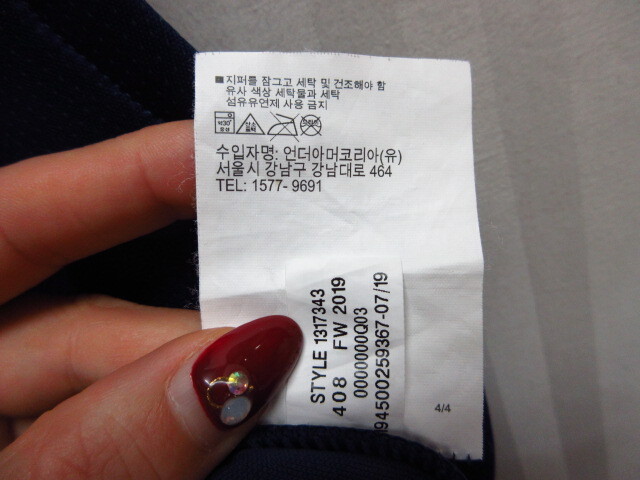 ■지퍼를 잠그고 세탁 및 건조해야 함
유사 색상 세탁물과 세탁
섬유유연제 사용 금지
수입자명: 언더아머코리아(유)
서울시 강남구 강남대로 464
TEL: 1577- 9691
STYLE 1317343
408 FW 2019
0000000Q03
194500259367-07/19
4/4